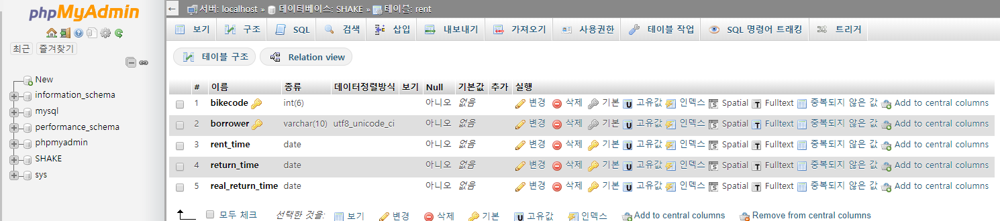 phpMyAdmin
최근 즐겨찾기
New
information_schema
mysql
performance_schema
phpmyadmin
SHAKE
sys
서버: localhost » 데이터베이스: SHAKE » 테이블: rent
보기 구조 SQL 검색 삽입 내보내기 가져오기 사용권한 테이블 작업 SQL 명령어 트래킹 트리거
테이블 구조 Relation view
# 이름 종류 데이터정렬방식 보기 Null 기본값 추가 실행
1 bikecode int(6) 아니오 없음 변경 삭제 기본 고유값 인덱스 Spatial Fulltext 중복되지 않은 값 Add to central columns
2 borrower varchar(10) utf8_unicode_ci 아니오 없음 변경 삭제 기본 고유값 인덱스 Spatial Fulltext 중복되지 않은 값 Add to central columns
3 rent_time date 아니오 없음 변경 삭제 기본 고유값 인덱스 Spatial Fulltext 중복되지 않은 값 Add to central columns
4 return_time date 아니오 없음 변경 삭제 기본 고유값 인덱스 Spatial Fulltext 중복되지 않은 값 Add to central columns
5 real_return_time date 아니오 없음 변경 삭제 기본 고유값 인덱스 Spatial Fulltext 중복되지 않은 값 Add to central columns
모두 체크 선택한 것을: 보기 변경 삭제 기본 고유값 인덱스 Add to central columns Remove from central columns